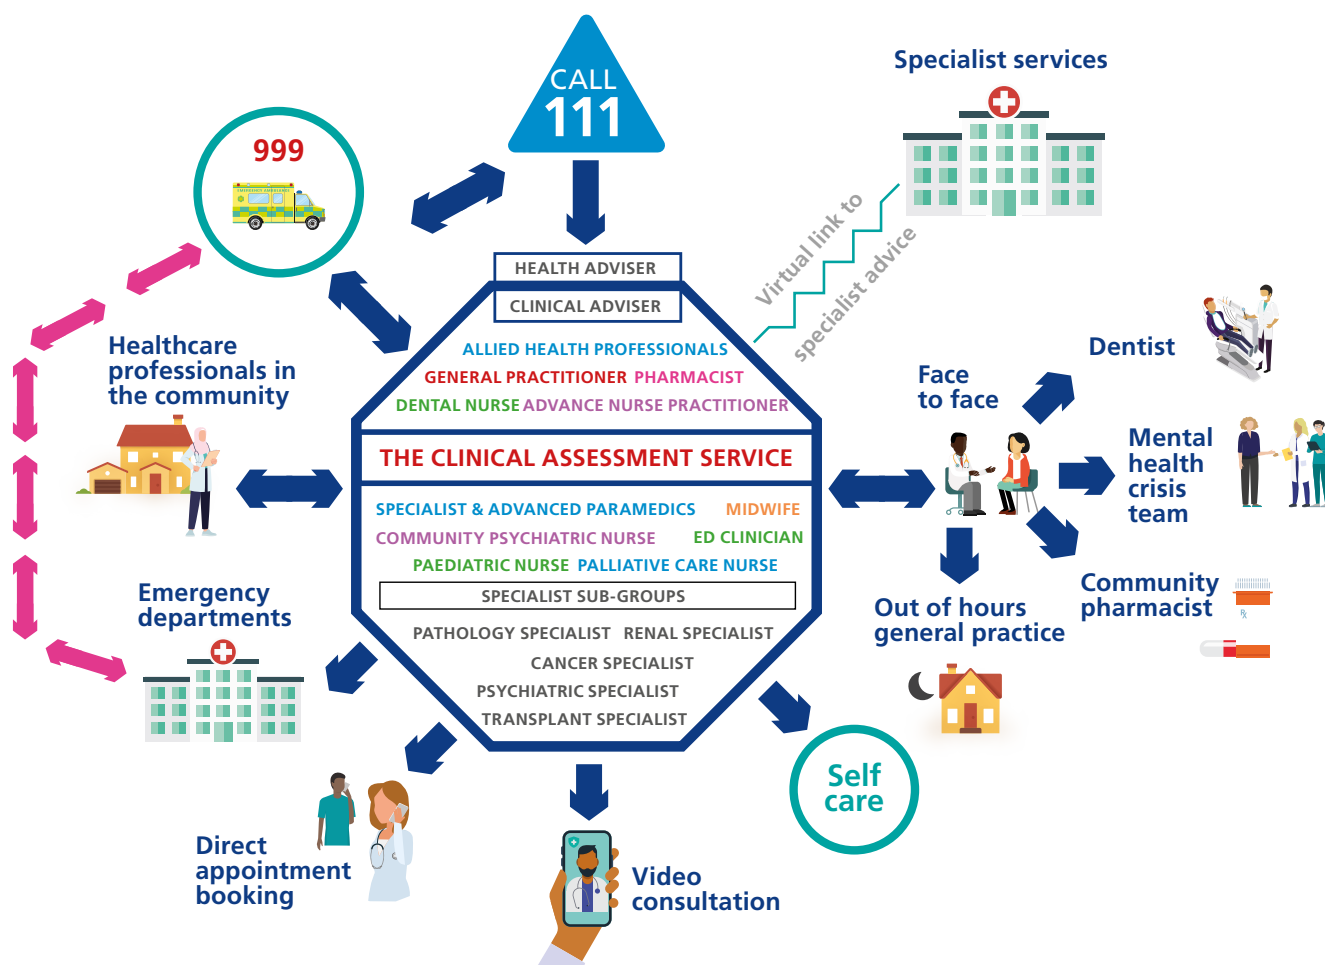 CALL
111
Specialist services
999
EMERGENCY AMBULANCE
Virtual link to
specialist advice
HEALTH ADVISER
CLINICAL ADVISER
ALLIED HEALTH PROFESSIONALS
GENERAL PRACTITIONER PHARMACIST
DENTAL NURSE ADVANCE NURSE PRACTITIONER
THE CLINICAL ASSESSMENT SERVICE
SPECIALIST & ADVANCED PARAMEDICS MIDWIFE
COMMUNITY PSYCHIATRIC NURSE ED CLINICIAN
PAEDIATRIC NURSE PALLIATIVE CARE NURSE
SPECIALIST SUB-GROUPS
PATHOLOGY SPECIALIST RENAL SPECIALIST
CANCER SPECIALIST
PSYCHIATRIC SPECIALIST
TRANSPLANT SPECIALIST
Healthcare
professionals in
the community
Emergency
departments
Direct
appointment
booking
Video
consultation
Self
care
Face
to face
Dentist
Mental
health
crisis
team
Community
pharmacist
Rx
Out of hours
general practice